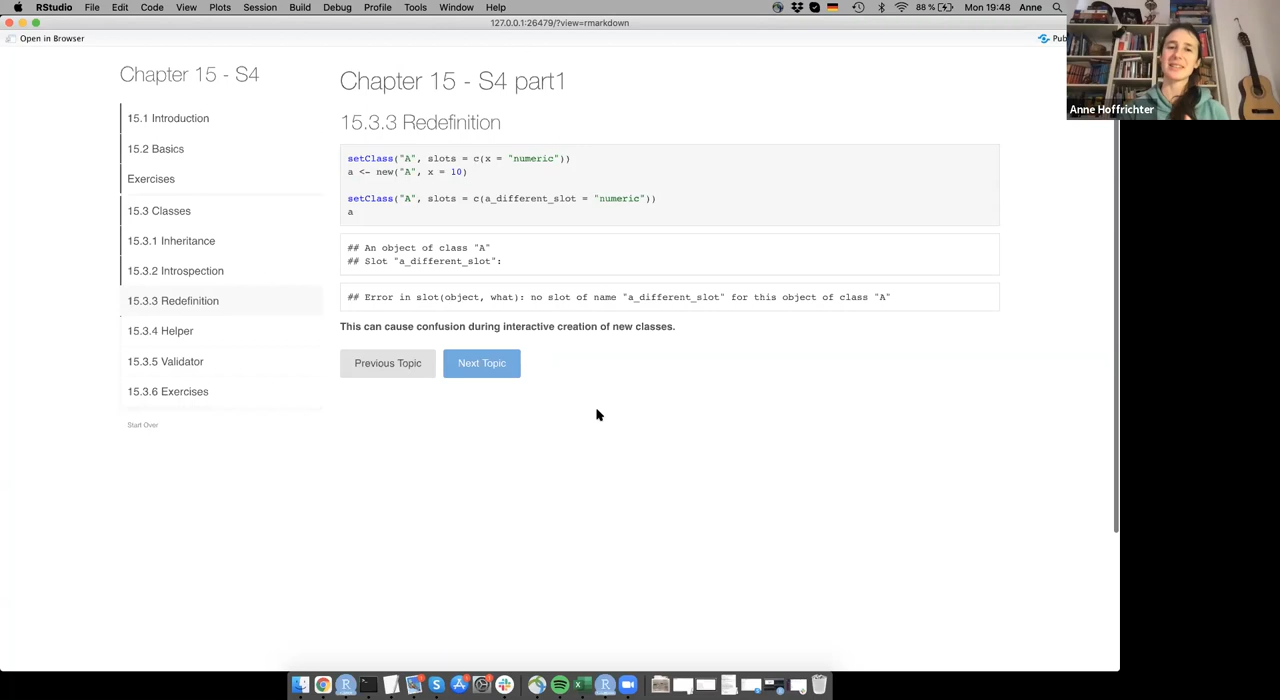 RStudio File Edit Code View Plots Session Build Debug Profile Tools Window Help 88 % Mon 19:48 Anne
127.0.0.1:26479/?view=rmarkdown
Open in Browser
Pub
Anne Hoffrichter
Chapter 15 - S4
15.1 Introduction
15.2 Basics
Exercises
15.3 Classes
15.3.1 Inheritance
15.3.2 Introspection
15.3.3 Redefinition
15.3.4 Helper
15.3.5 Validator
15.3.6 Exercises
Start Over
Chapter 15 - S4 part1
15.3.3 Redefinition
setClass("A", slots = c(x = "numeric"))
a <- new("A", x = 10)
setClass("A", slots = c(a_different_slot = "numeric"))
a
## An object of class "A"
## Slot "a_different_slot":
## Error in slot(object, what): no slot of name "a_different_slot" for this object of class "A"
This can cause confusion during interactive creation of new classes.
Previous Topic Next Topic